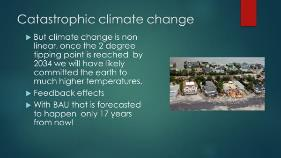 Catastrophic climate change
But climate change is non
linear, once the 2 degree
tipping point is reached by
2034 we will have likely
committed the earth to
much higher temperatures.
Feedback effects
With BAU that is forecasted
to happen only 17 years
from now!